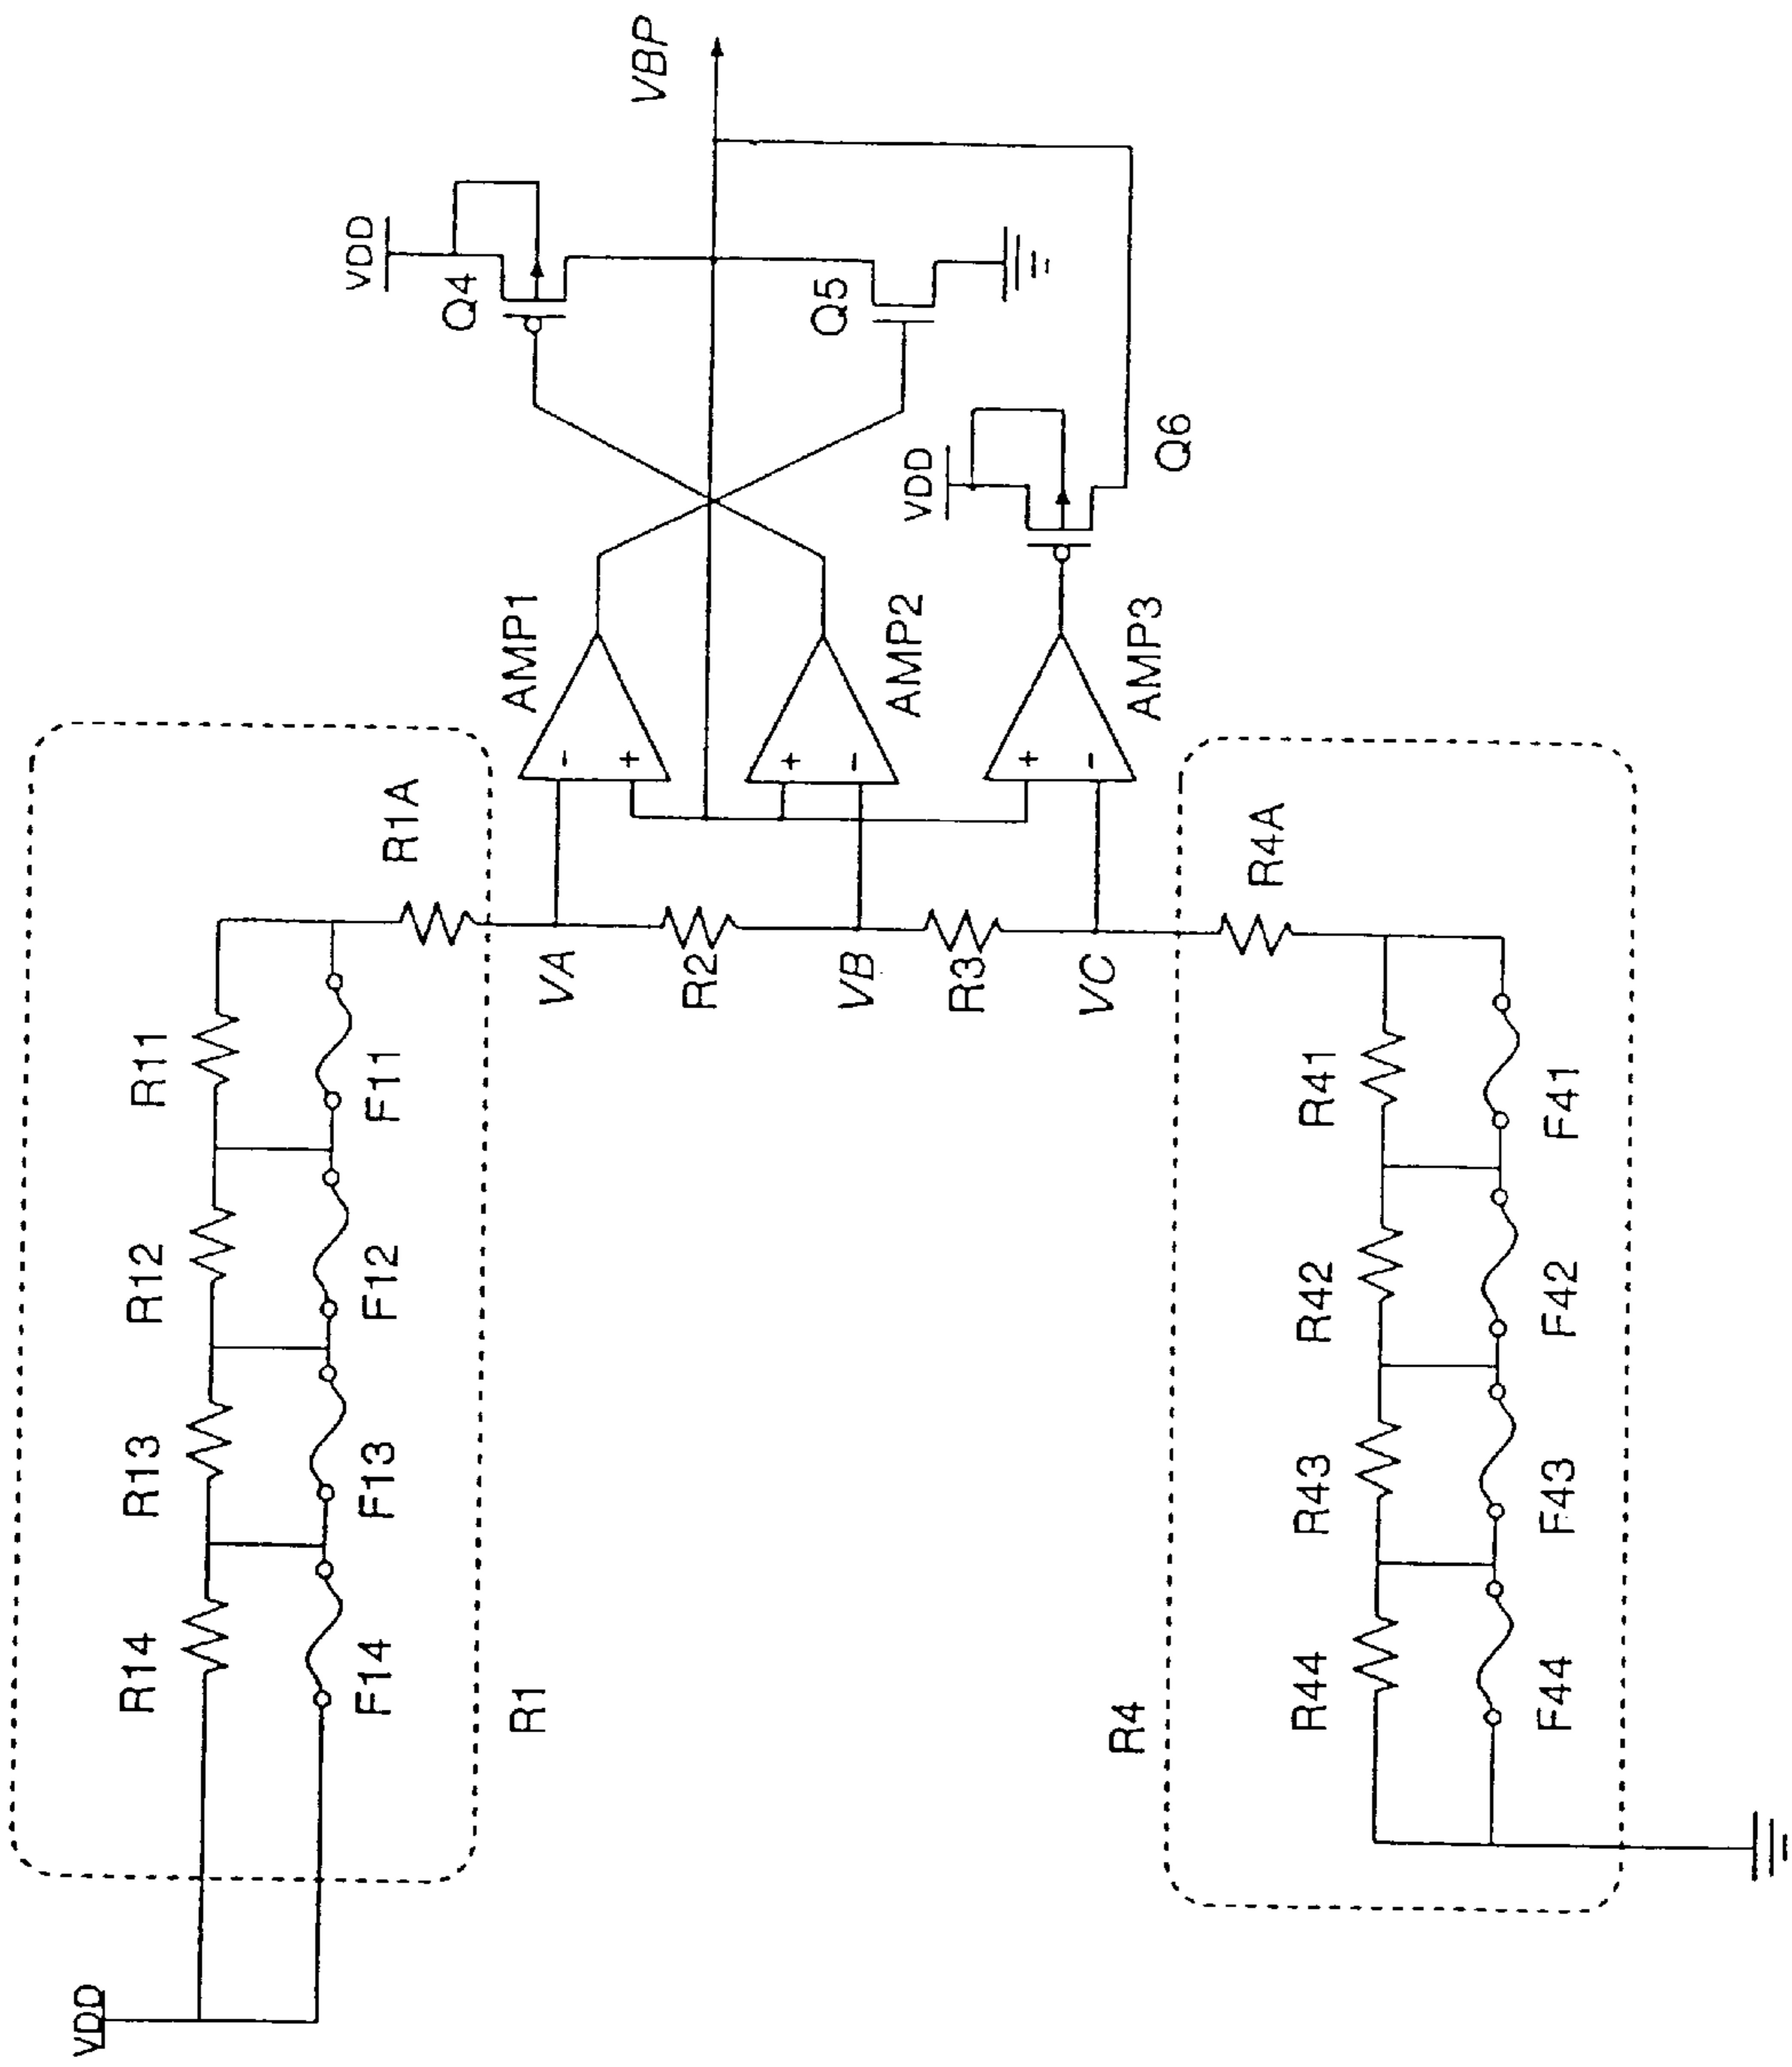 VBP
VDD
Q4
Q5
VDD
Q6
AMP1
AMP2
AMP3
-
+
+
-
+
-
R1A
R4A
VA
R2
VB
R3
VC
R11
F11
R41
F41
R12
F12
R42
F42
R13
F13
R43
F43
R14
F14
R44
F44
R1
R4
VDD